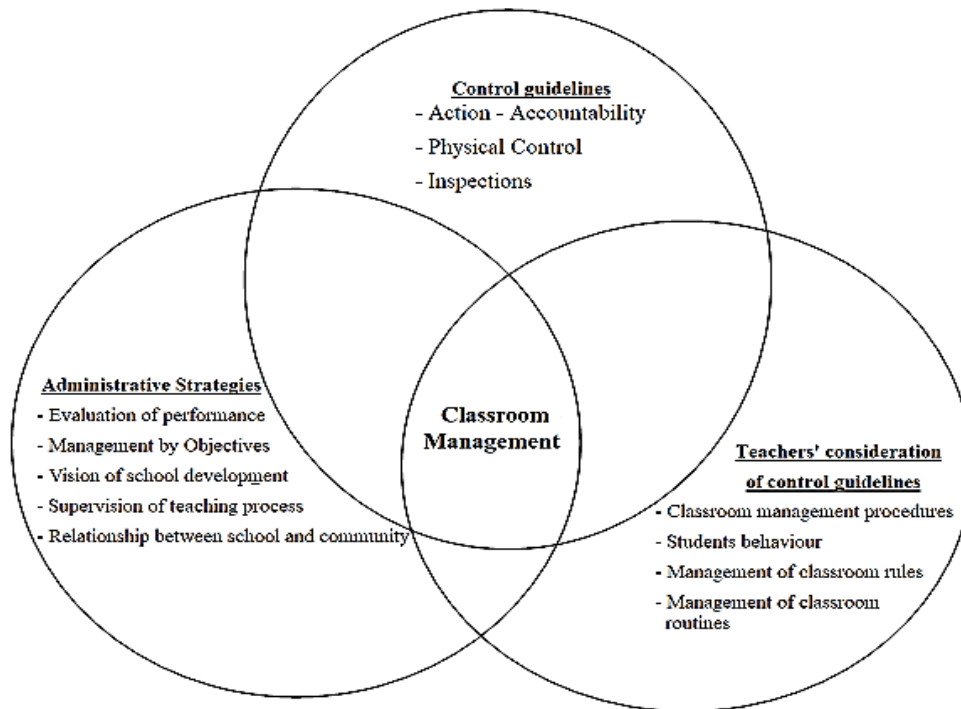 Control guidelines
- Action - Accountability
- Physical Control
- Inspections
Administrative Strategies
- Evaluation of performance
- Management by Objectives
- Vision of school development
- Supervision of teaching process
- Relationship between school and community
Classroom
Management
Teachers' consideration
of control guidelines
- Classroom management procedures
- Students behaviour
- Management of classroom rules
- Management of classroom
routines